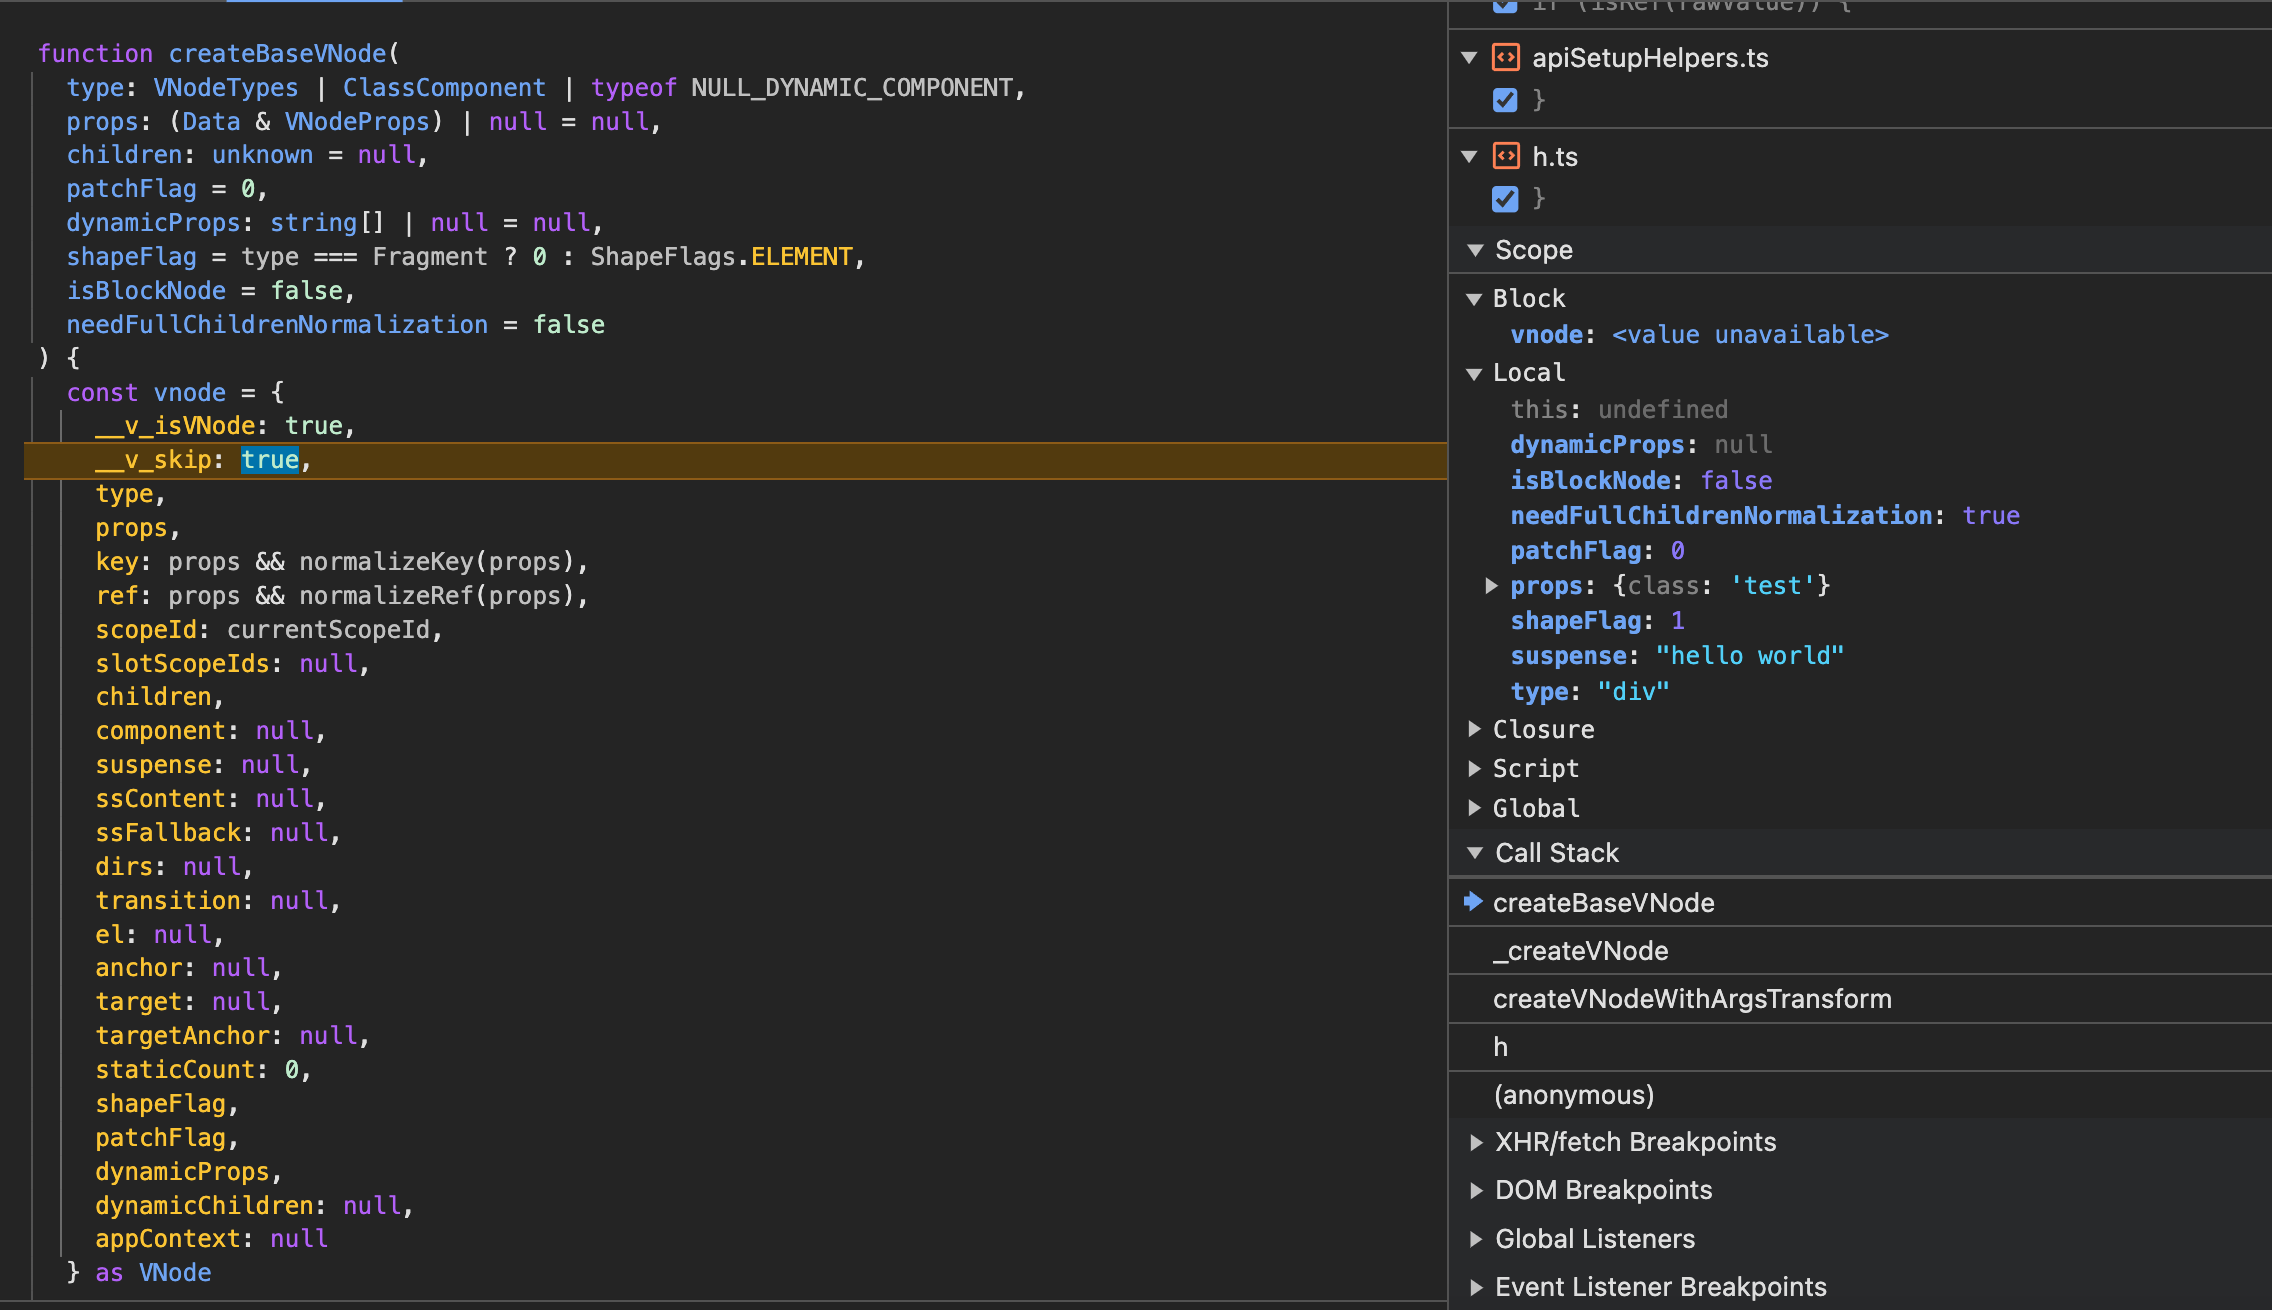 function createBaseVNode(
type: VNodeTypes | ClassComponent | typeof NULL_DYNAMIC_COMPONENT,
props: (Data & VNodeProps) | null = null,
children: unknown = null,
patchFlag = 0,
dynamicProps: string[] | null = null,
shapeFlag = type === Fragment ? 0 : ShapeFlags.ELEMENT,
isBlockNode = false,
needFullChildrenNormalization = false
) {
const vnode = {
__v_isVNode: true,
__v_skip: true,
type,
props,
key: props && normalizeKey(props),
ref: props && normalizeRef(props),
scopeId: currentScopeId,
slotScopeIds: null,
children,
component: null,
suspense: null,
ssContent: null,
ssFallback: null,
dirs: null,
transition: null,
el: null,
anchor: null,
target: null,
targetAnchor: null,
staticCount: 0,
shapeFlag,
patchFlag,
dynamicProps,
dynamicChildren: null,
appContext: null
} as VNode
if (isRef(rawValue)) {
apiSetupHelpers.ts
}
h.ts
}
Scope
Block
vnode: <value unavailable>
Local
this: undefined
dynamicProps: null
isBlockNode: false
needFullChildrenNormalization: true
patchFlag: 0
props: {class: 'test'}
shapeFlag: 1
suspense: "hello world"
type: "div"
Closure
Script
Global
Call Stack
createBaseVNode
_createVNode
createVNodeWithArgsTransform
h
(anonymous)
XHR/fetch Breakpoints
DOM Breakpoints
Global Listeners
Event Listener Breakpoints